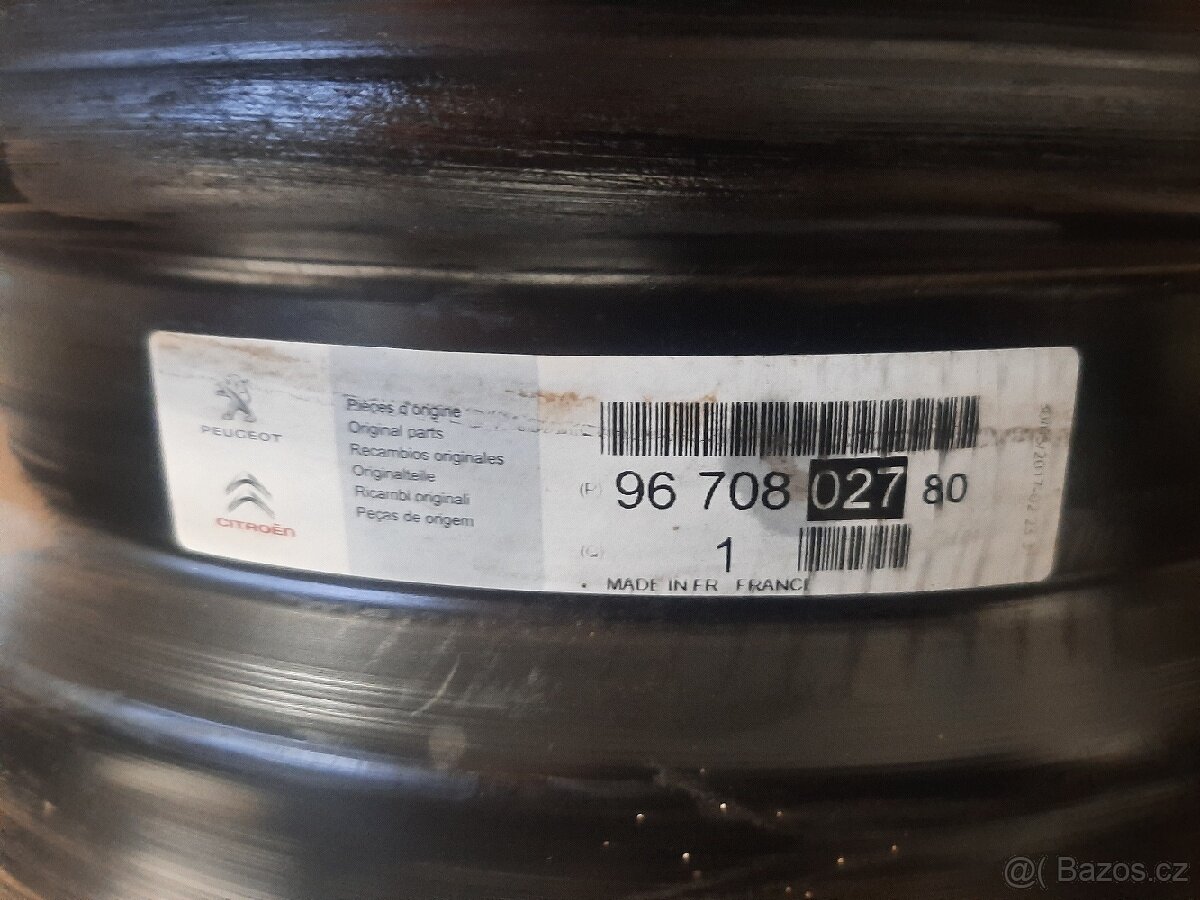 PEUGEOT
CITROËN
Pièces d'origine
Original parts
Recambios originales
Originalteile
Ricambi originali
Peças de origem
(P) 96 708 027 80
1
MADE IN FR FRANCE
@( Bazos.cz